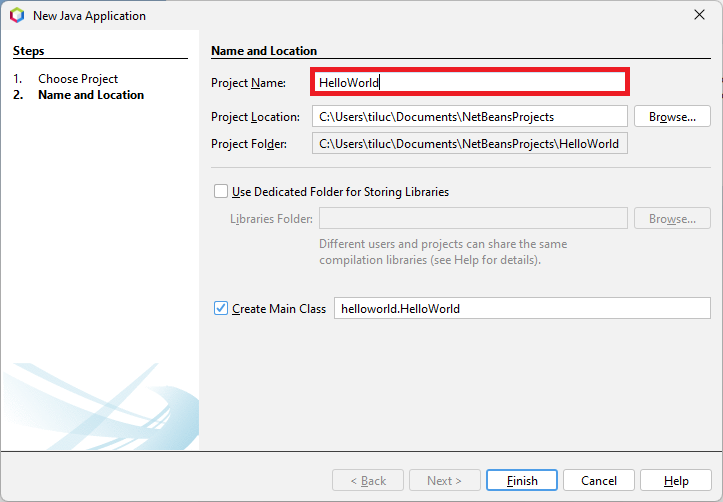 New Java Application
Steps
1. Choose Project
2. Name and Location
Name and Location
Project Name: HelloWorld
Project Location: C:\Users\tiluc\Documents\NetBeansProjects Browse...
Project Folder: C:\Users\tiluc\Documents\NetBeansProjects\HelloWorld
Use Dedicated Folder for Storing Libraries
Libraries Folder: Browse...
Different users and projects can share the same
compilation libraries (see Help for details).
Create Main Class helloworld.HelloWorld
< Back Next > Finish Cancel Help